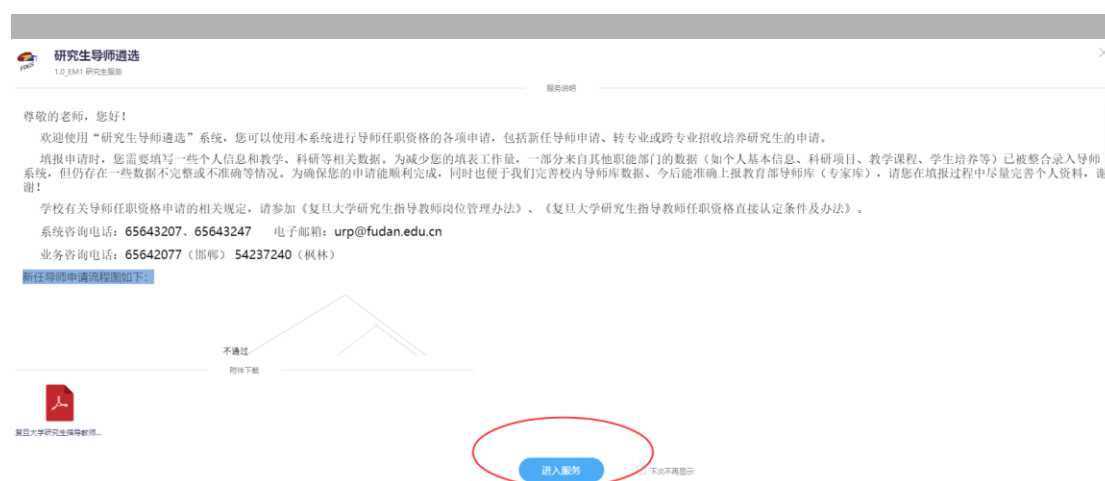 研究生导师遴选
1.0_EM1 研究生服务
服务说明
尊敬的老师，您好！
欢迎使用“研究生导师遴选”系统，您可以使用本系统进行导师任职资格的各项申请，包括新任导师申请、转专业或跨专业招收培养研究生的申请。
填报申请时，您需要填写一些个人信息和教学、科研等相关数据。为减少您的填表工作量，一部分来自其他职能部门的数据（如个人基本信息、科研项目、教学课程、学生培养等）已被整合录入导师
系统，但仍存在一些数据不完整或不准确等情况。为确保您的申请能顺利完成，同时也便于我们完善校内导师库数据、今后能准确上报教育部导师库（专家库），请您在填报过程中尽量完善个人资料，谢
谢！
学校有关导师任职资格申请的相关规定，请参加《复旦大学研究生指导教师岗位管理办法》、《复旦大学研究生指导教师任职资格直接认定条件及办法》。
系统咨询电话：65643207、65643247 电子邮箱：urp@fudan.edu.cn
业务咨询电话：65642077（邯郸） 54237240（枫林）
新任导师申请流程图如下：
不通过
附件下载
复旦大学研究生指导教师...
进入服务
下次不再显示